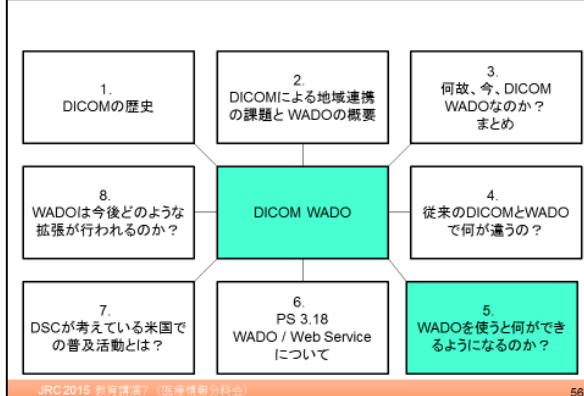 1.
DICOMの歴史
2.
DICOMによる地域連携
の課題と WADOの概要
3.
何故、今、DICOM
WADOなのか？
まとめ
8.
WADOは今後どのような
拡張が行われるのか？
DICOM WADO
4.
従来のDICOMとWADO
で何が違うの？
7.
DSCが考えている米国で
の普及活動とは？
6.
PS 3.18
WADO / Web Service
について
5.
WADOを使うと何ができ
るようになるのか？
JRC 2015 教育講演7 （医療情報分科会）
56